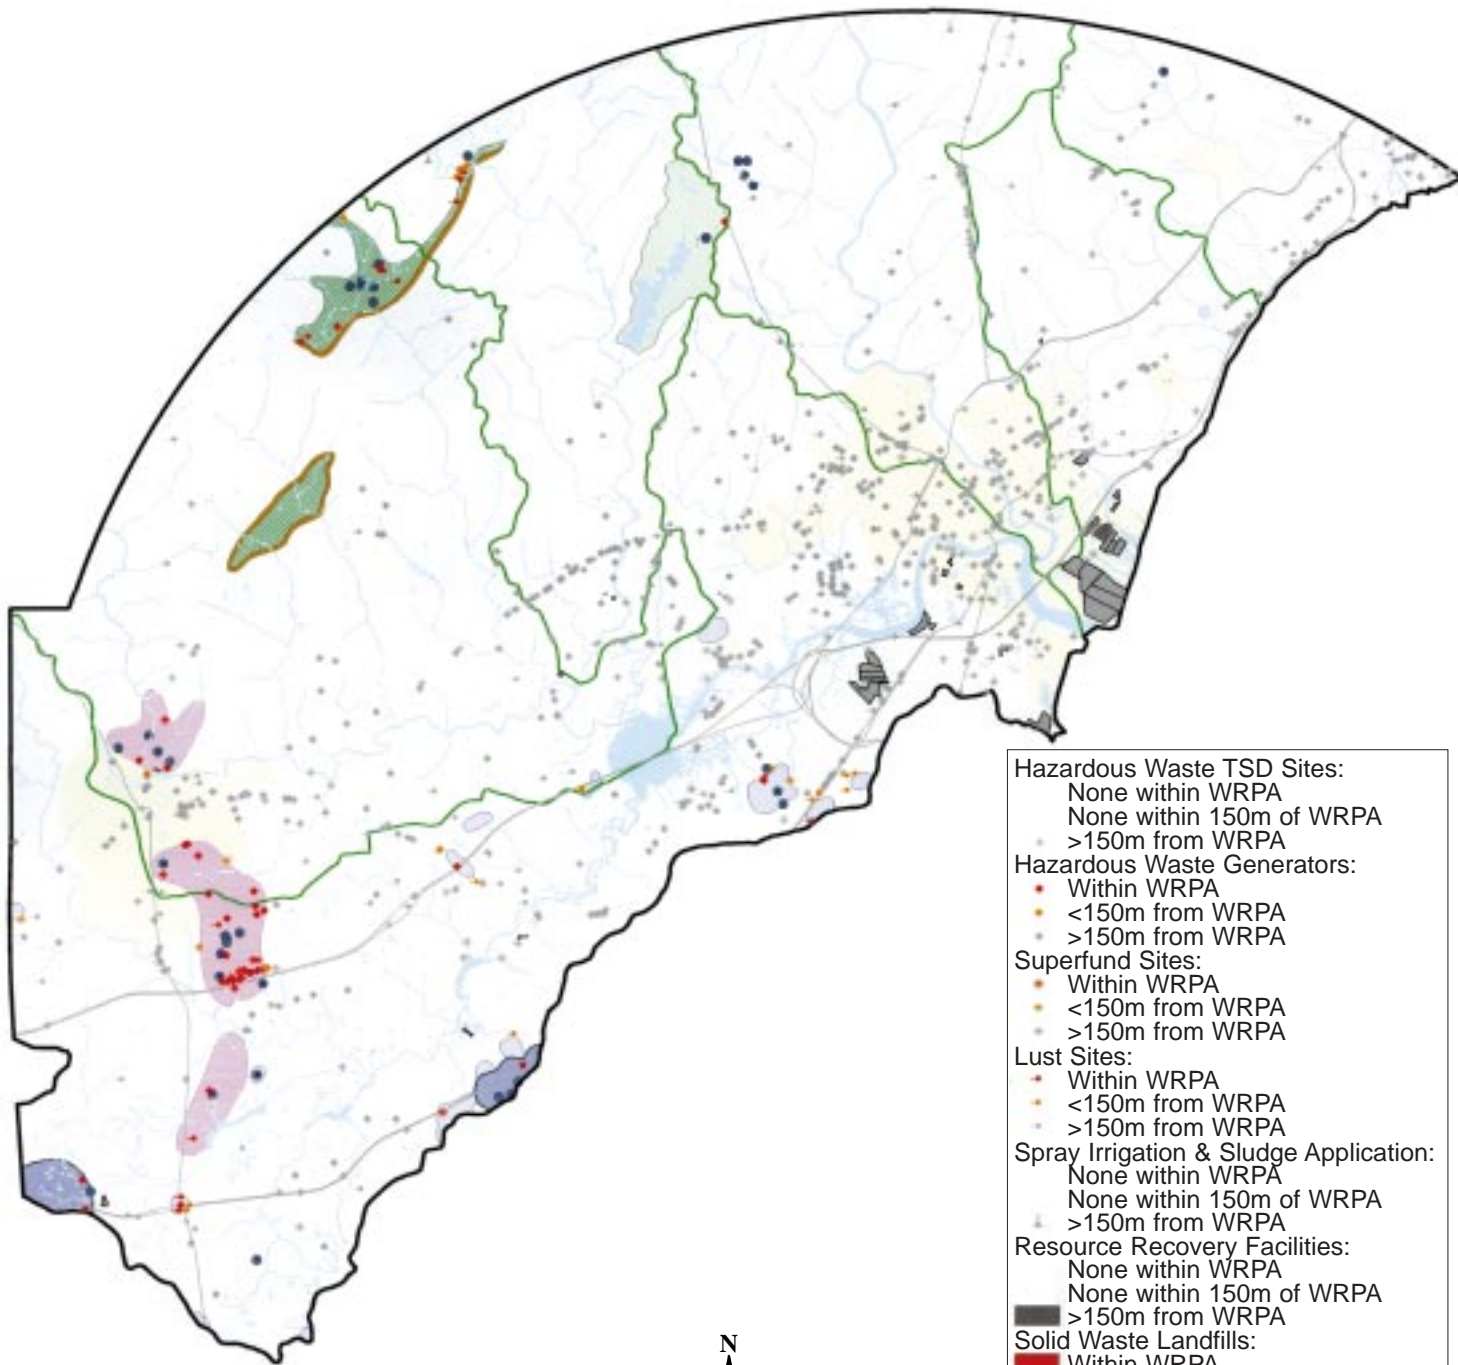 Hazardous Waste TSD Sites:
None within WRPA
None within 150m of WRPA
>150m from WRPA
Hazardous Waste Generators:
Within WRPA
<150m from WRPA
>150m from WRPA
Superfund Sites:
Within WRPA
<150m from WRPA
>150m from WRPA
Lust Sites:
Within WRPA
<150m from WRPA
>150m from WRPA
Spray Irrigation & Sludge Application:
None within WRPA
None within 150m of WRPA
>150m from WRPA
Resource Recovery Facilities:
None within WRPA
None within 150m of WRPA
>150m from WRPA
Solid Waste Landfills:
Within WRPA
N